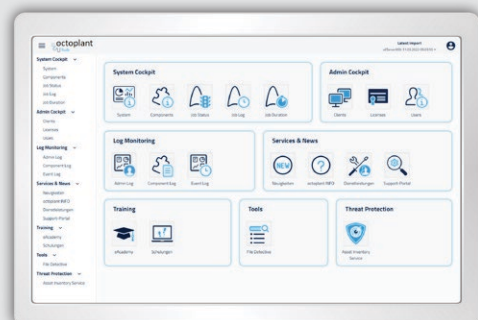 octoplant
hub
Latest Import
System Cockpit
System
Components
Job Status
Job Log
Job Duration
Admin Cockpit
Clients
Licenses
Users
Log Monitoring
Admin Log
Component Log
Event Log
Services & News
Neuigkeiten
octoplant INFO
Dienstleistungen
Support Portal
Training
eAcademy
Schulungen
Tools
File Detective
Threat Protection
Asset Inventory Service
System Cockpit
System
Components
Job Status
Job Log
Job Duration
Admin Cockpit
Clients
Licenses
Users
Log Monitoring
Admin Log
Component Log
Event Log
Services & News
NEW
?
Neuigkeiten
octoplant INFO
Dienstleistungen
Support Portal
Training
eAcademy
Schulungen
Tools
File Detective
Threat Protection
Asset Inventory
Service